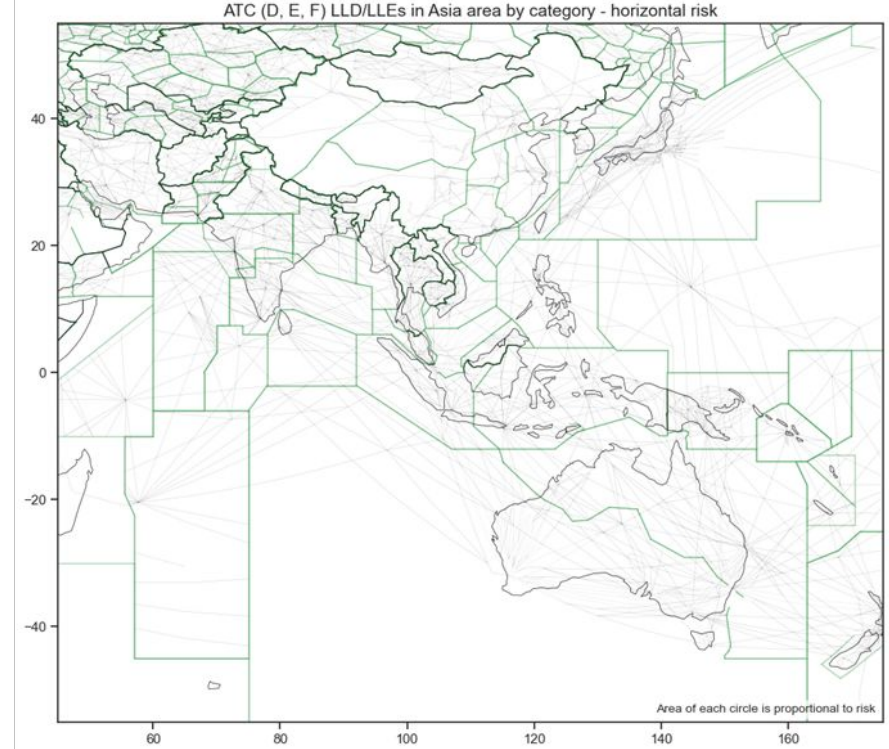 ATC (D, E, F) LLD/LLEs in Asia area by category - horizontal risk
40
20
0
−20
−40
Area of each circle is proportional to risk
60 80 100 120 140 160